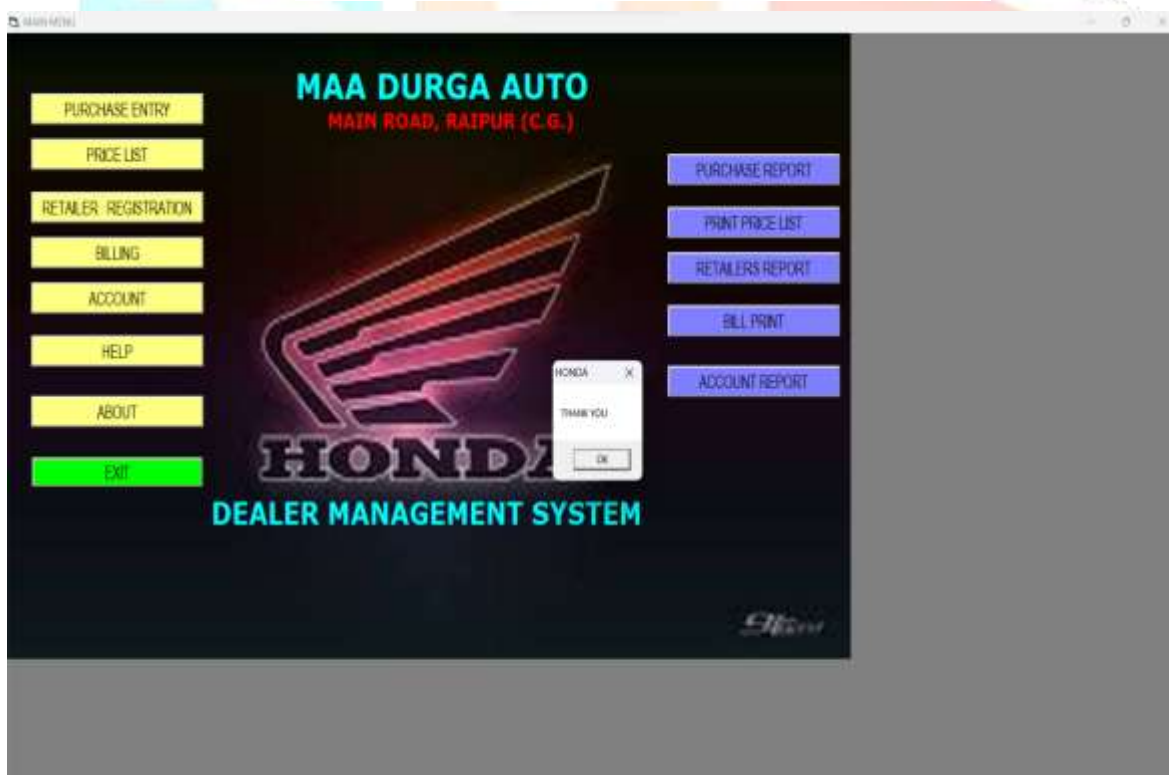 MAIN MENU
MAA DURGA AUTO
MAIN ROAD, RAIPUR (C.G.)
PURCHASE ENTRY
PRICE LIST
RETAILER REGISTRATION
BILLING
ACCOUNT
HELP
ABOUT
EXIT
PURCHASE REPORT
PRINT PRICE LIST
RETAILERS REPORT
BILL PRINT
ACCOUNT REPORT
HONDA
THANK YOU
OK
HONDA
DEALER MANAGEMENT SYSTEM